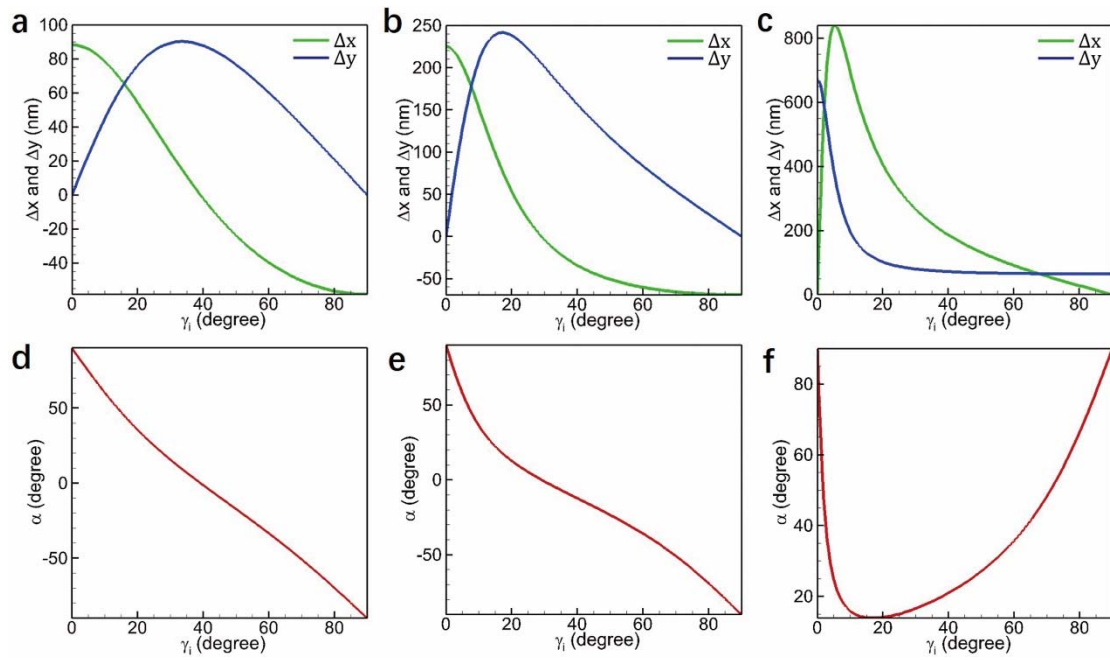 a
Δx
Δy
100
80
60
40
20
0
-20
-40
Δx and Δy (nm)
0 20 40 60 80
γi (degree)
b
Δx
Δy
250
200
150
100
50
0
-50
Δx and Δy (nm)
0 20 40 60 80
γi (degree)
c
Δx
Δy
800
600
400
200
0
Δx and Δy (nm)
0 20 40 60 80
γi (degree)
d
50
0
-50
α (degree)
0 20 40 60 80
γi (degree)
e
50
0
-50
α (degree)
0 20 40 60 80
γi (degree)
f
80
60
40
20
α (degree)
0 20 40 60 80
γi (degree)